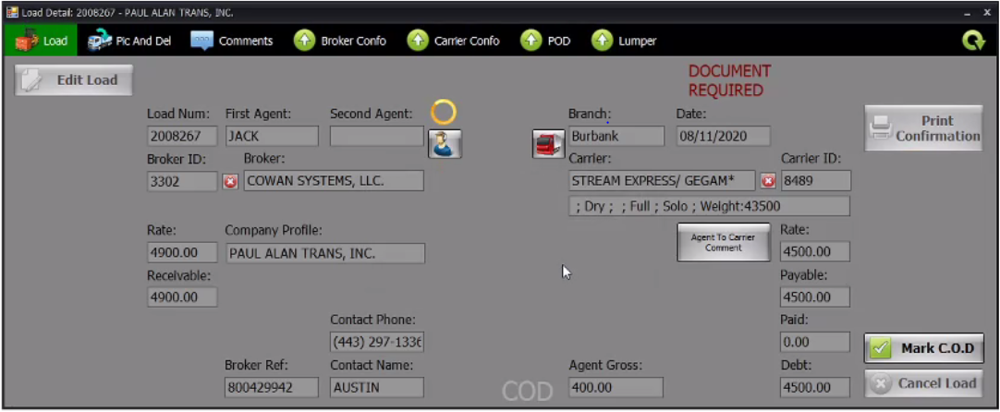 Load Detail: 2008267 - PAUL ALAN TRANS, INC.
Load Pic And Del Comments Broker Confo Carrier Confo POD Lumper
Edit Load
DOCUMENT
REQUIRED
Load Num: First Agent: Second Agent: Branch: Date:
2008267 JACK Burbank 08/11/2020
Print
Confirmation
Broker ID: Broker: Carrier: Carrier ID:
3302 COWAN SYSTEMS, LLC. STREAM EXPRESS/ GEGAM* 8489
; Dry ; ; Full ; Solo ; Weight:43500
Rate: Company Profile: Agent To Carrier Rate:
Comment
4900.00 PAUL ALAN TRANS, INC. 4500.00
Receivable: Payable:
4900.00 4500.00
Contact Phone: Paid:
(443) 297-1336 0.00
Mark C.O.D
Broker Ref: Contact Name: Agent Gross: Debt:
800429942 AUSTIN COD 400.00 4500.00 Cancel Load